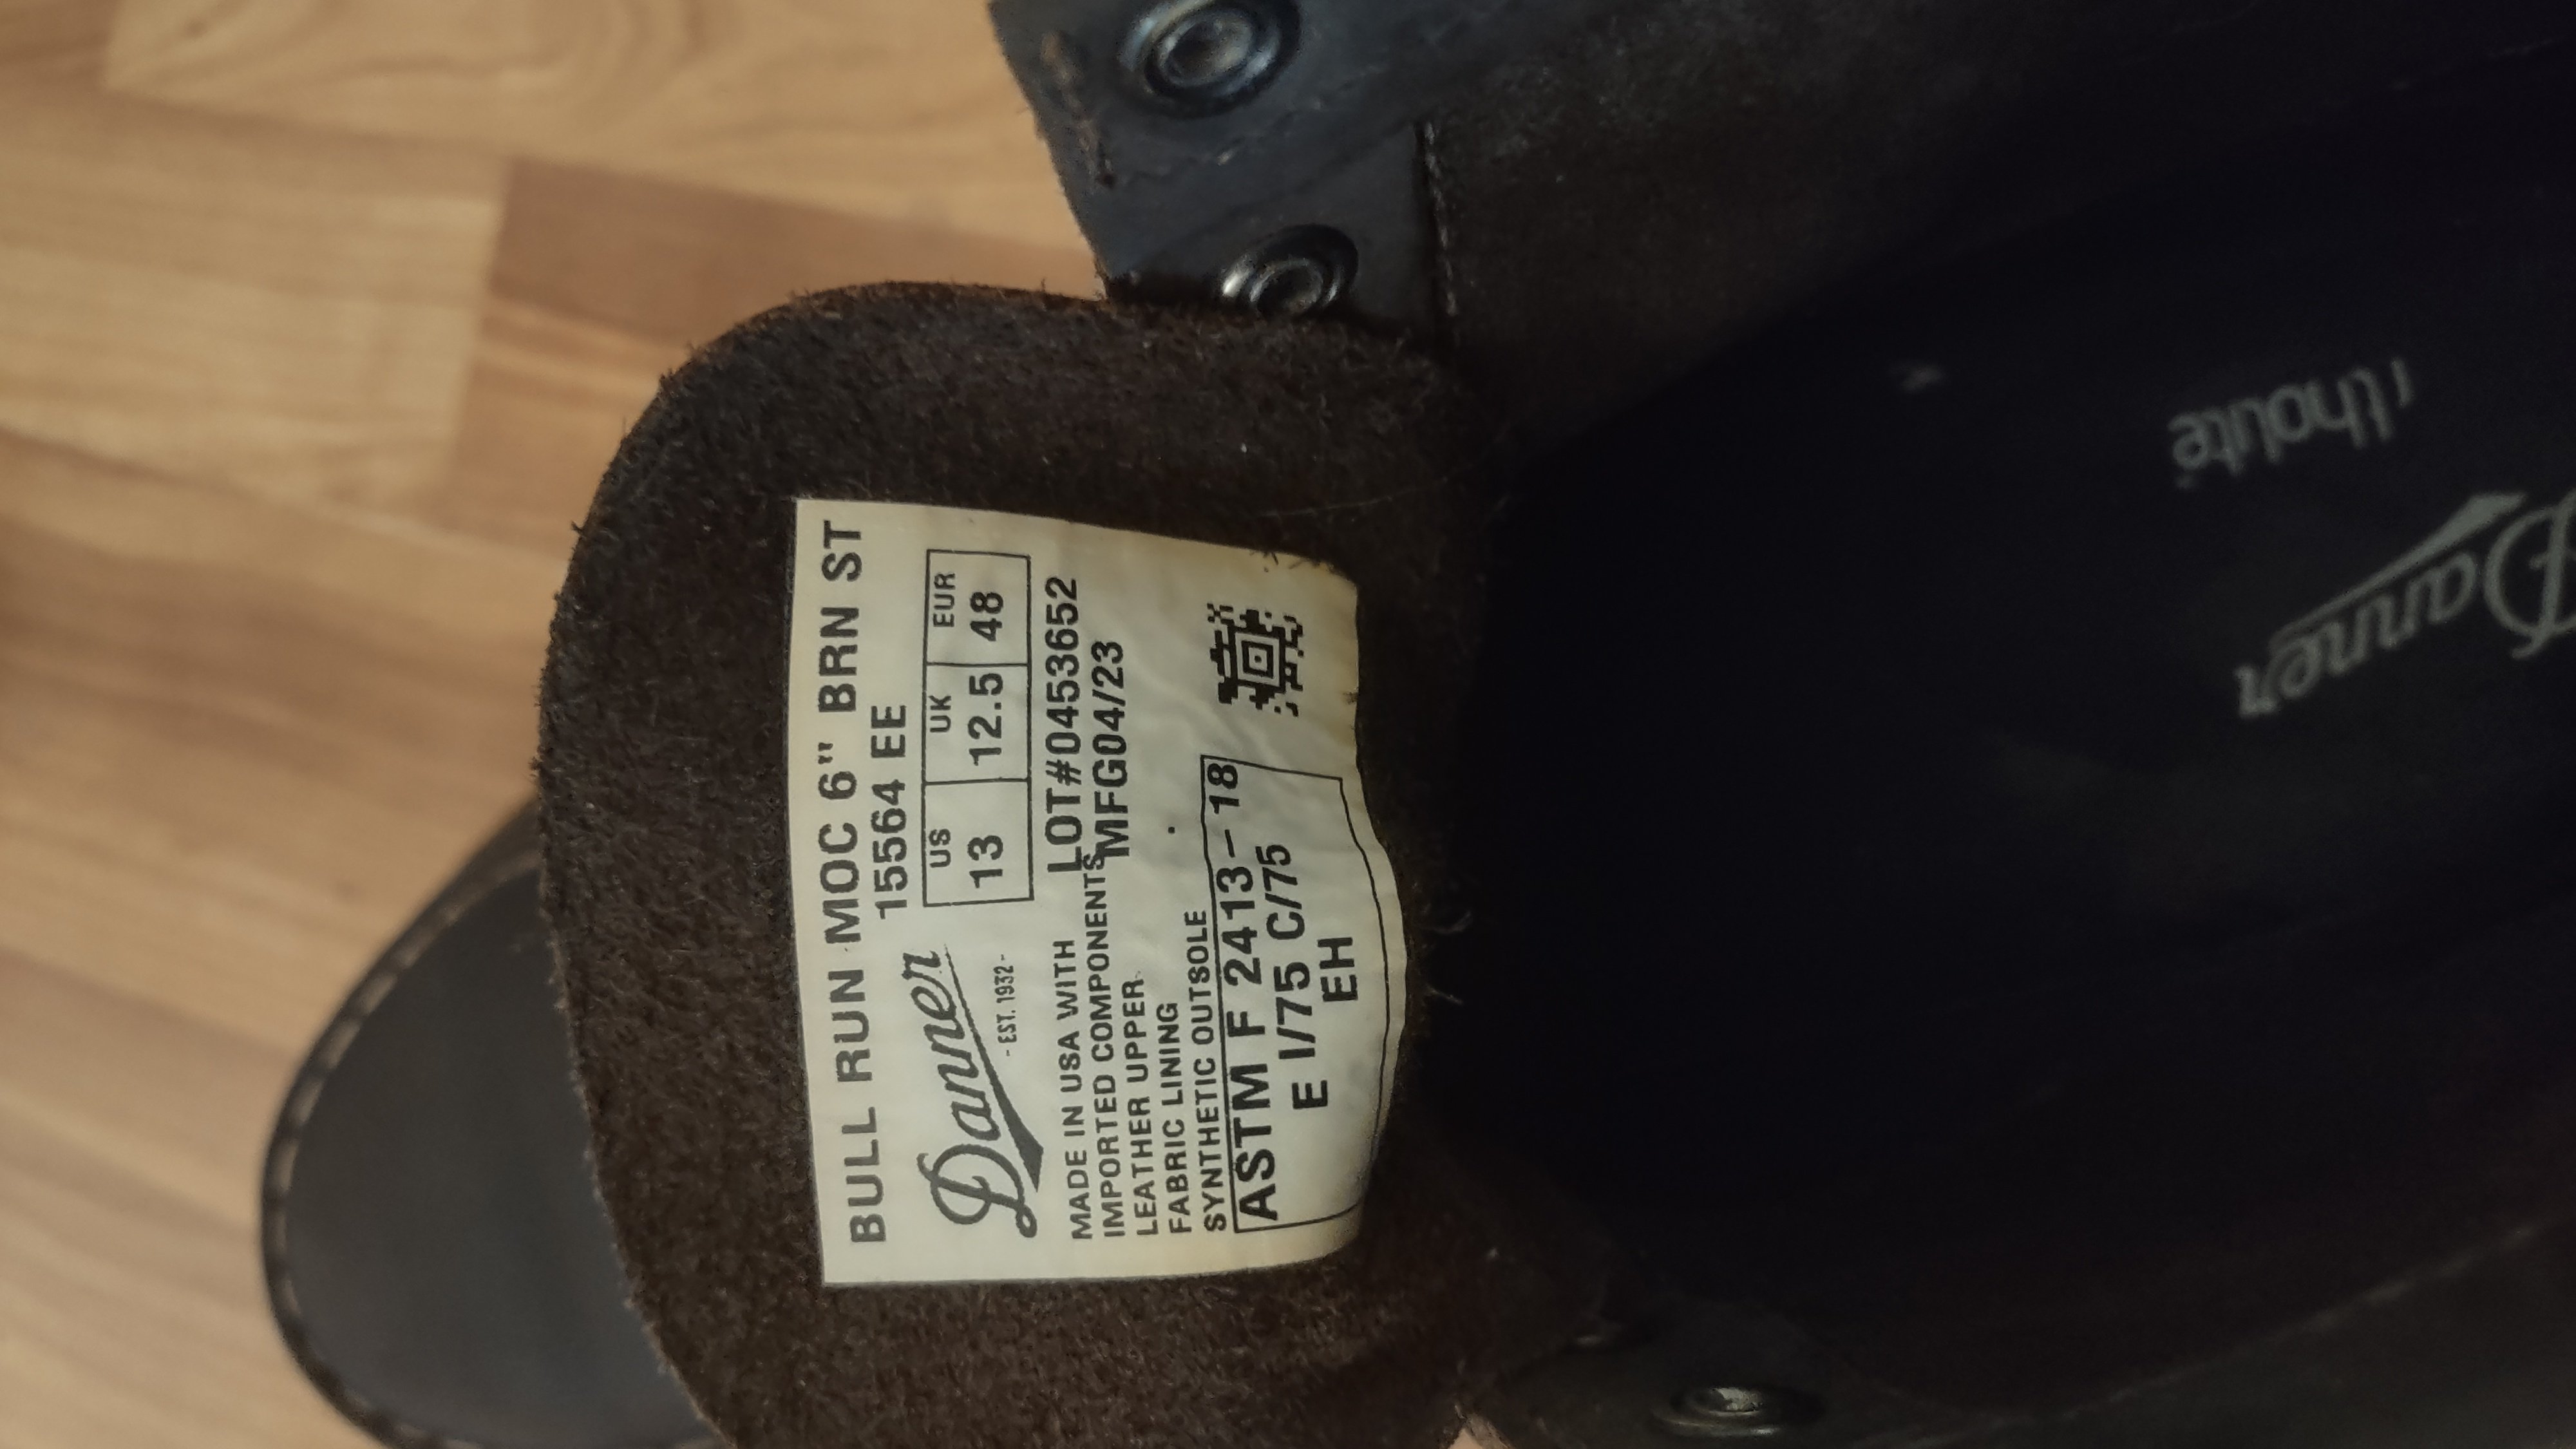 BULL RUN MOC 6" BRN ST
15564 EE
Danner
- EST. 1932 -
US UK EUR
13 12.5 48
MADE IN USA WITH
IMPORTED COMPONENTS
LEATHER UPPER
FABRIC LINING
SYNTHETIC OUTSOLE
LOT#0453652
MFG04/23
ASTM F 2413-18
E I/75 C/75
EH
Danner